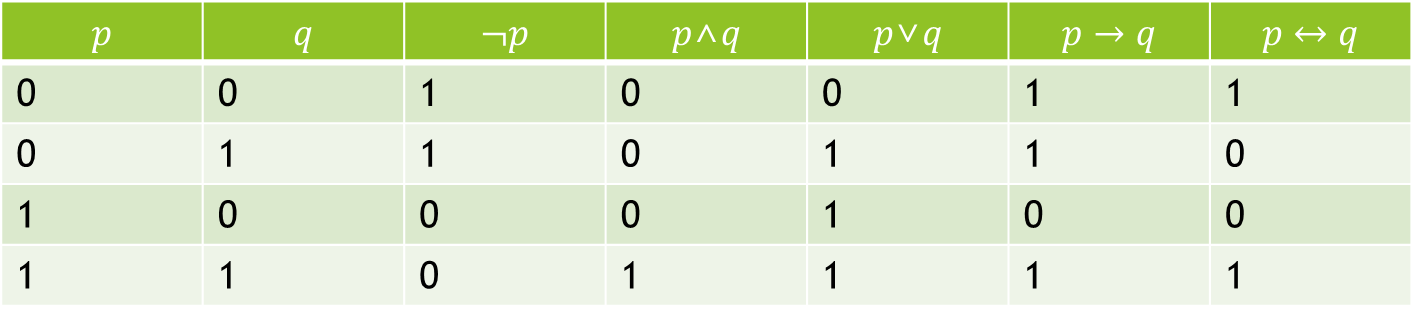 p q ¬p p∧q p∨q p → q p ↔ q
0 0 1 0 0 1 1
0 1 1 0 1 1 0
1 0 0 0 1 0 0
1 1 0 1 1 1 1